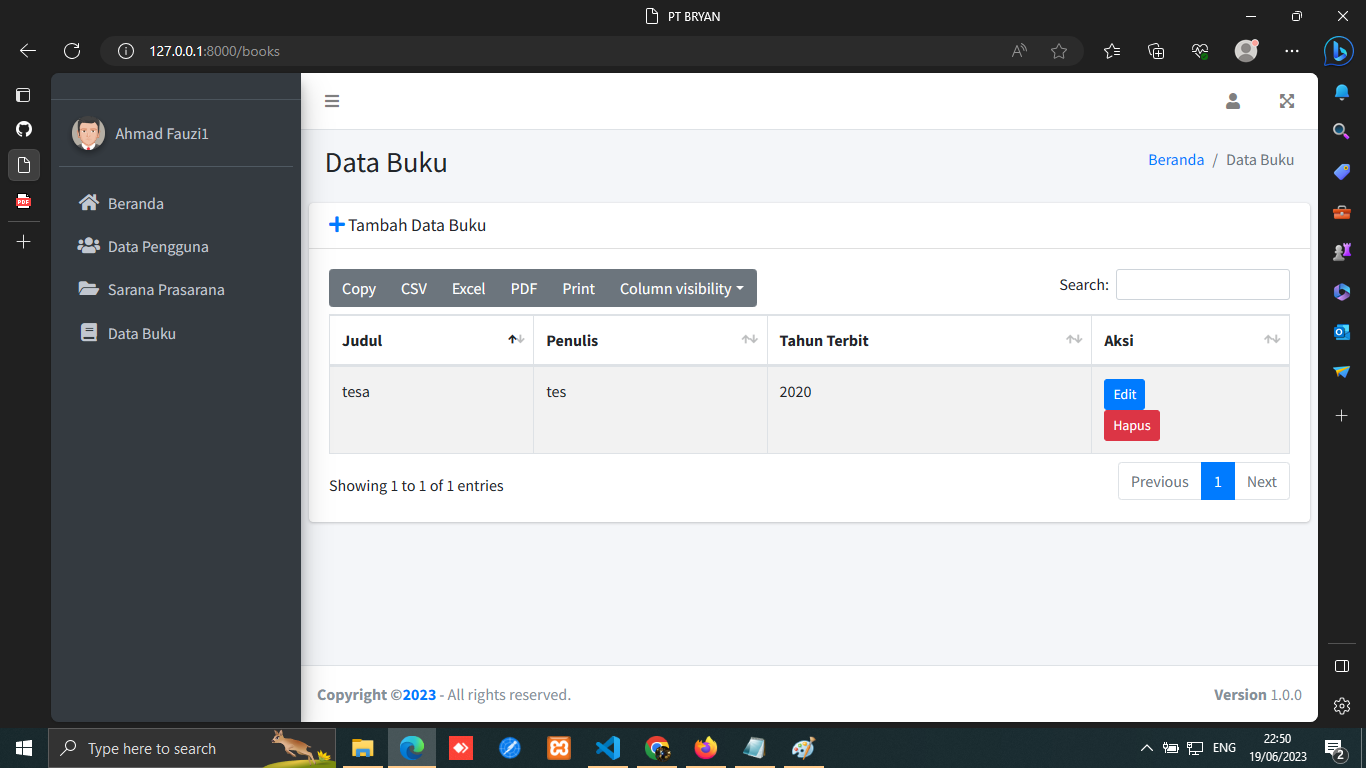 PT BRYAN
127.0.0.1:8000/books
Ahmad Fauzi1
Beranda
Data Pengguna
Sarana Prasarana
Data Buku
Data Buku
Beranda / Data Buku
Tambah Data Buku
Copy CSV Excel PDF Print Column visibility
Search:
Judul Penulis Tahun Terbit Aksi
tesa tes 2020 Edit
Hapus
Showing 1 to 1 of 1 entries
Previous 1 Next
Copyright ©2023 - All rights reserved.
Version 1.0.0
Type here to search
ENG
22:50
19/06/2023
2
PDF